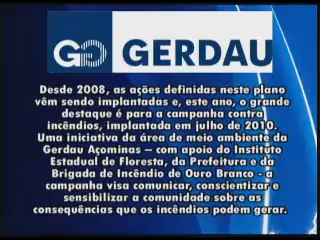 GERDAU
Desde 2008, as ações definidas neste plano
vêm sendo implantadas e, este ano, o grande
destaque é para a campanha contra
incêndios, implantada em julho de 2010.
Uma iniciativa da área de meio ambiente da
Gerdau Açominas – com apoio do Instituto
Estadual de Floresta, da Prefeitura e da
Brigada de Incêndio de Ouro Branco - a
campanha visa comunicar, conscientizar e
sensibilizar a comunidade sobre as
consequências que os incêndios podem gerar.